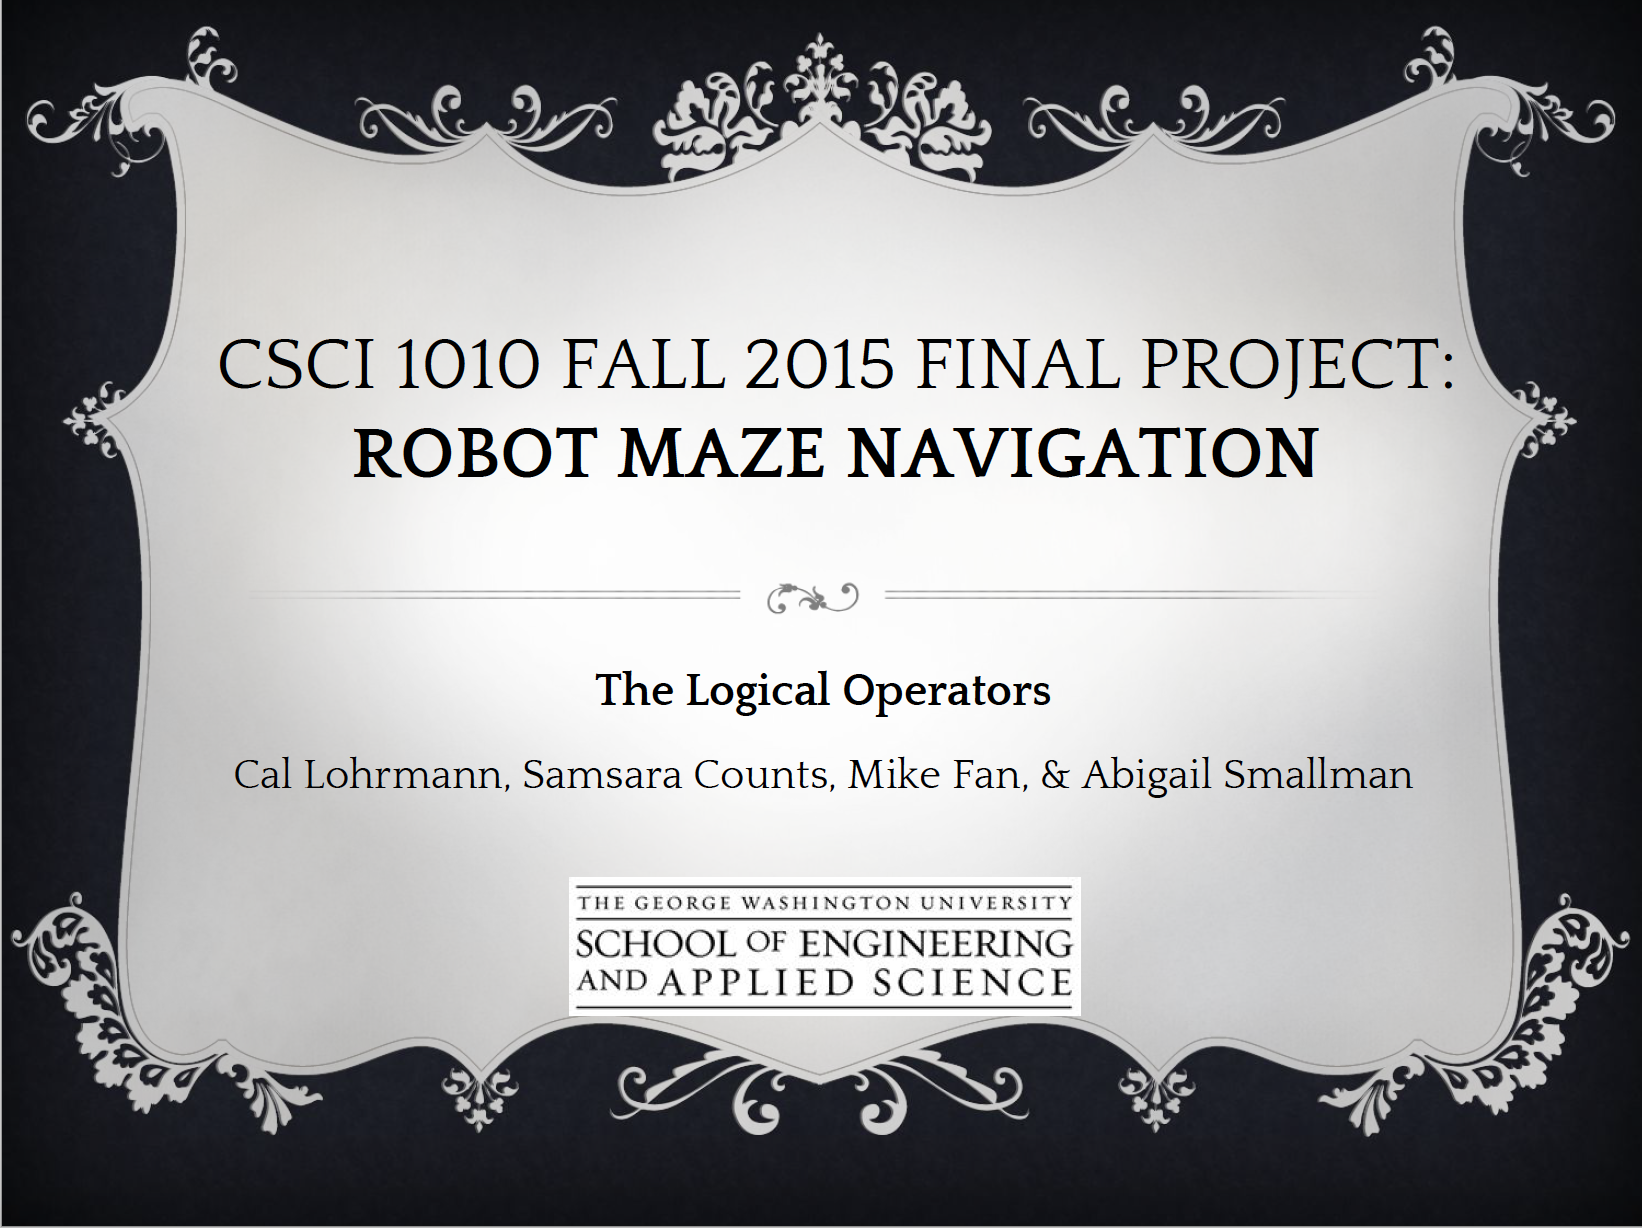 CSCI 1010 FALL 2015 FINAL PROJECT:
ROBOT MAZE NAVIGATION
The Logical Operators
Cal Lohrmann, Samsara Counts, Mike Fan, & Abigail Smallman
THE GEORGE WASHINGTON UNIVERSITY
SCHOOL OF ENGINEERING
AND APPLIED SCIENCE